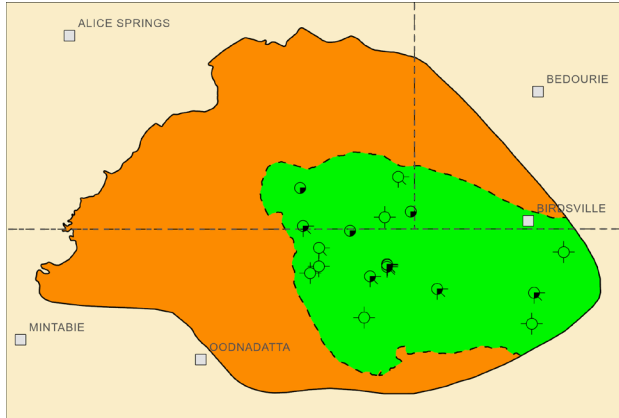 ALICE SPRINGS
BEDOURIE
BIRDSVILLE
MINTABIE
OODNADATTA